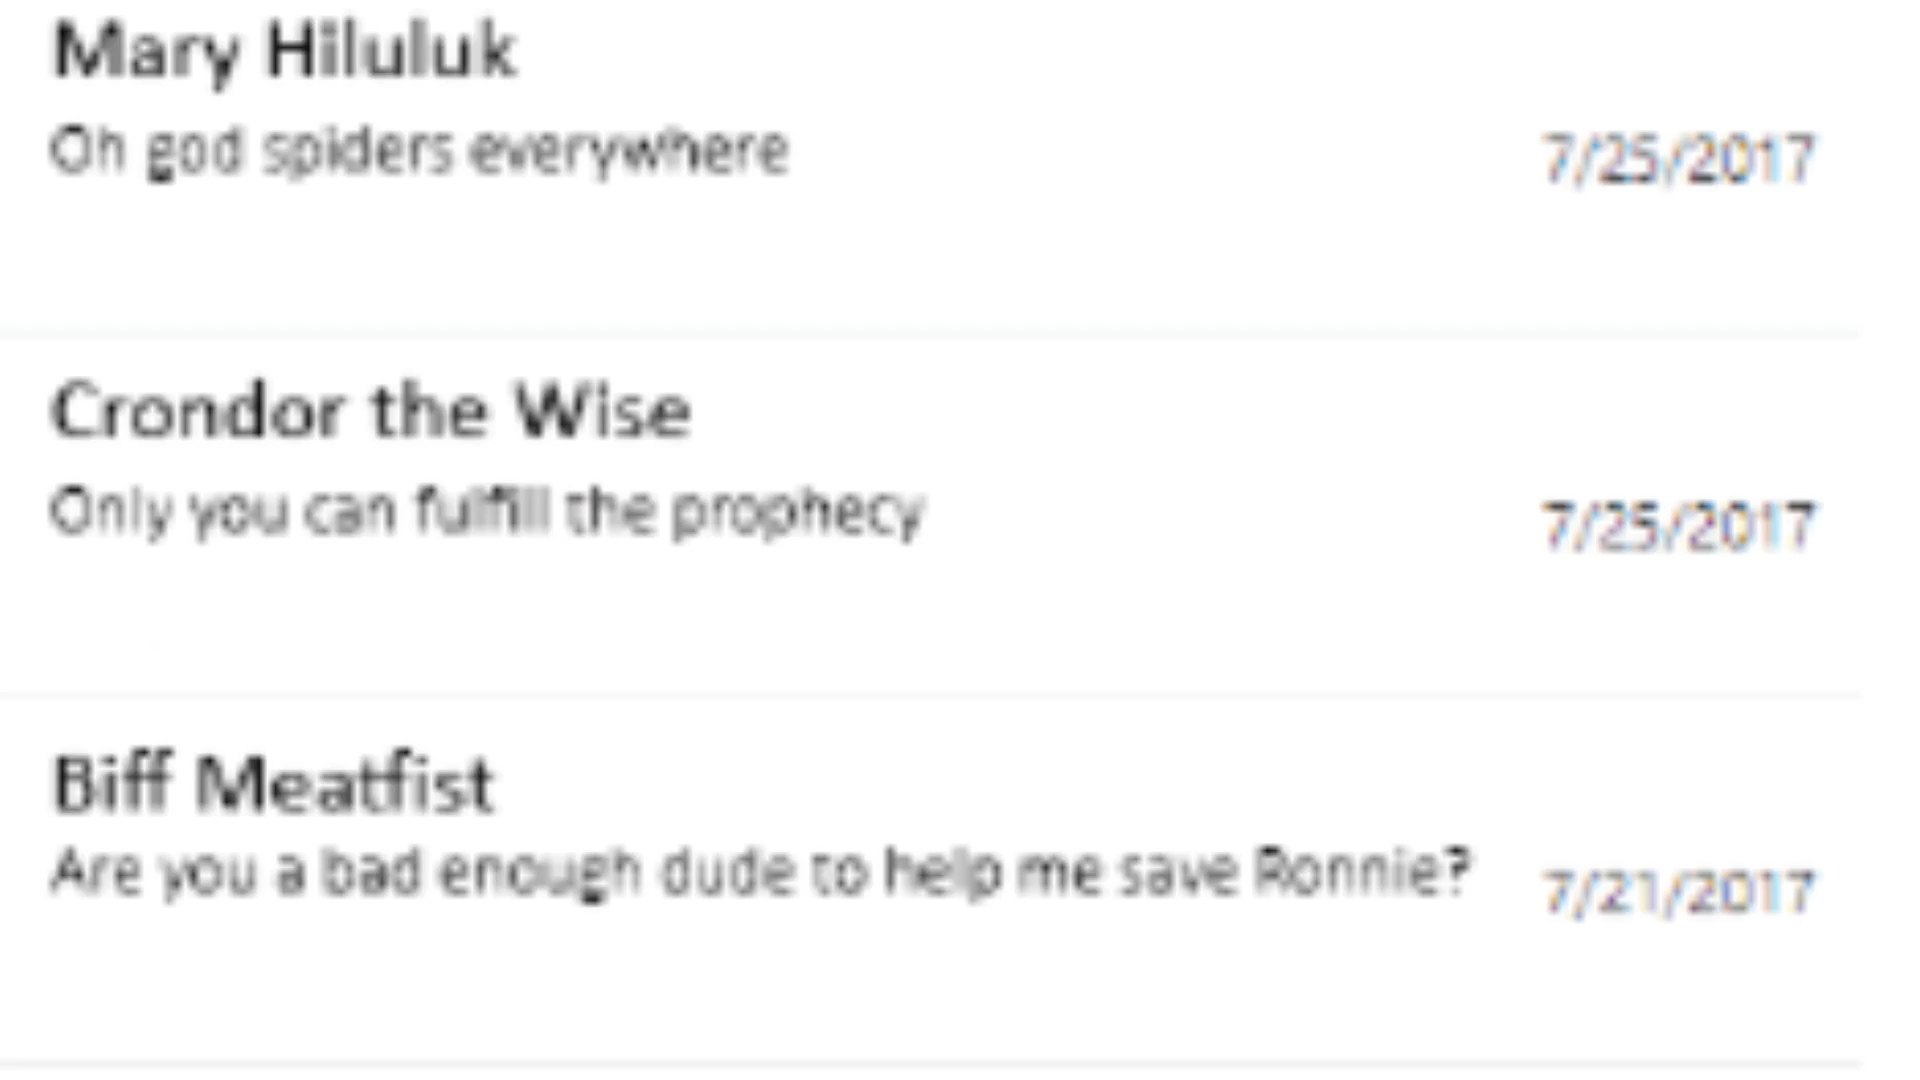 Mary Hiluluk
Oh god spiders everywhere
7/25/2017
Crondor the Wise
Only you can fulfill the prophecy
7/25/2017
Biff Meatfist
Are you a bad enough dude to help me save Ronnie?
7/21/2017